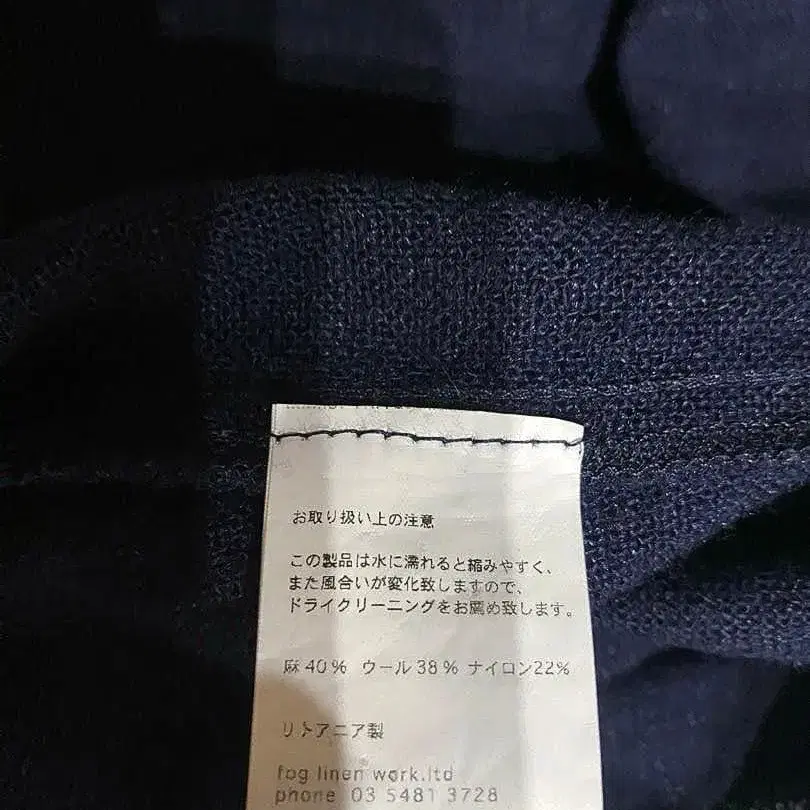 お取り扱い上の注意
この製品は水に濡れると縮みやすく、
また風合いが変化致しますので、
ドライクリーニングをお薦め致します。
麻40% ウール38% ナイロン22%
リトアニア製
fog linen work.ltd
phone 03 5481 3728